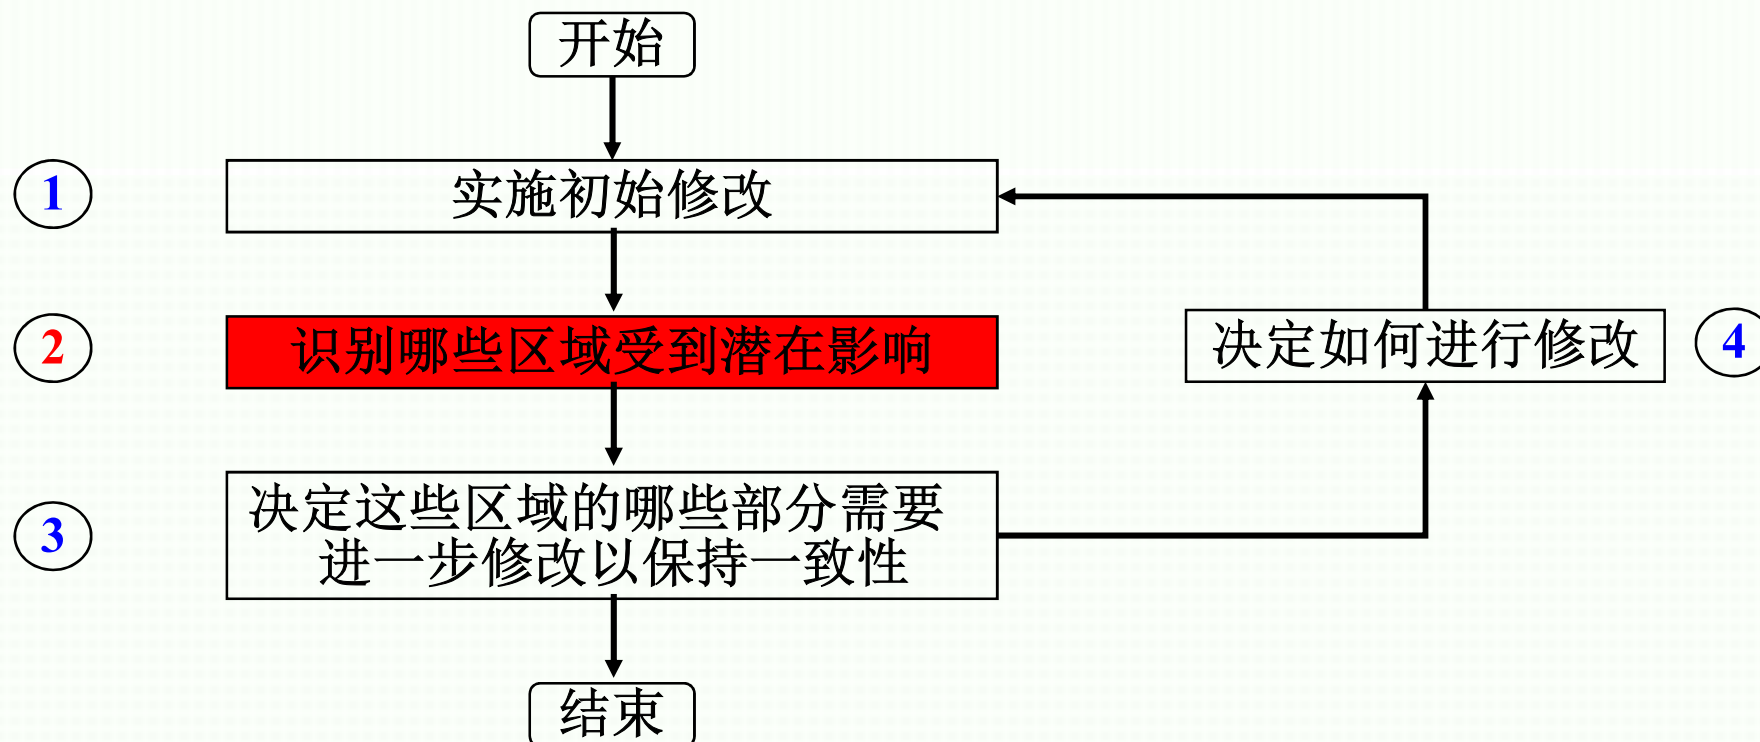 开始
1
实施初始修改
2
识别哪些区域受到潜在影响
决定如何进行修改
4
3
决定这些区域的哪些部分需要
进一步修改以保持一致性
结束